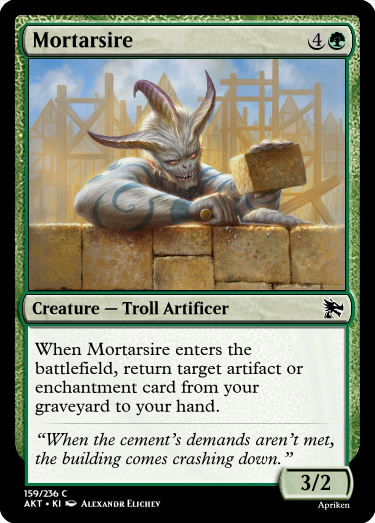 Mortarsire 4
Creature — Troll Artificer
When Mortarsire enters the
battlefield, return target artifact or
enchantment card from your
graveyard to your hand.
“When the cement’s demands aren’t met,
the building comes crashing down.”
3/2
159/236 C
AKT • KI Alexandr Elichev
Apriken